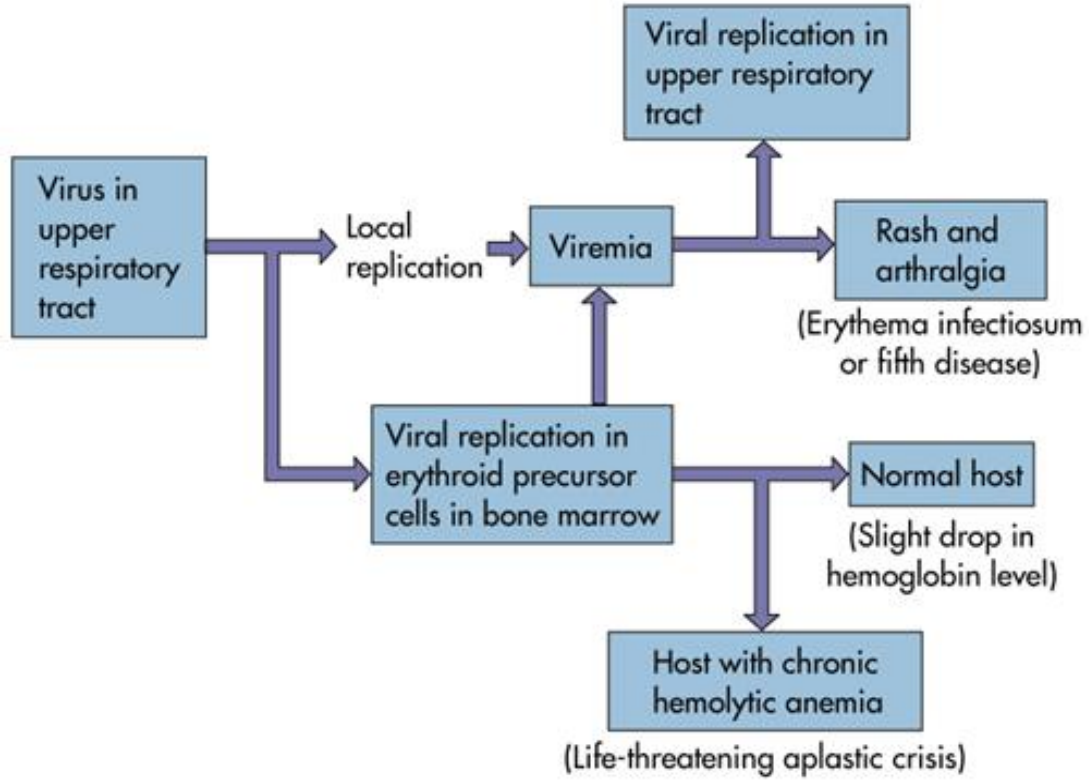 Viral replication in
upper respiratory
tract
Virus in
upper
respiratory
tract
Local
replication
Viremia
Rash and
arthralgia
(Erythema infectiosum
or fifth disease)
Viral replication in
erythroid precursor
cells in bone marrow
Normal host
(Slight drop in
hemoglobin level)
Host with chronic
hemolytic anemia
(Life-threatening aplastic crisis)